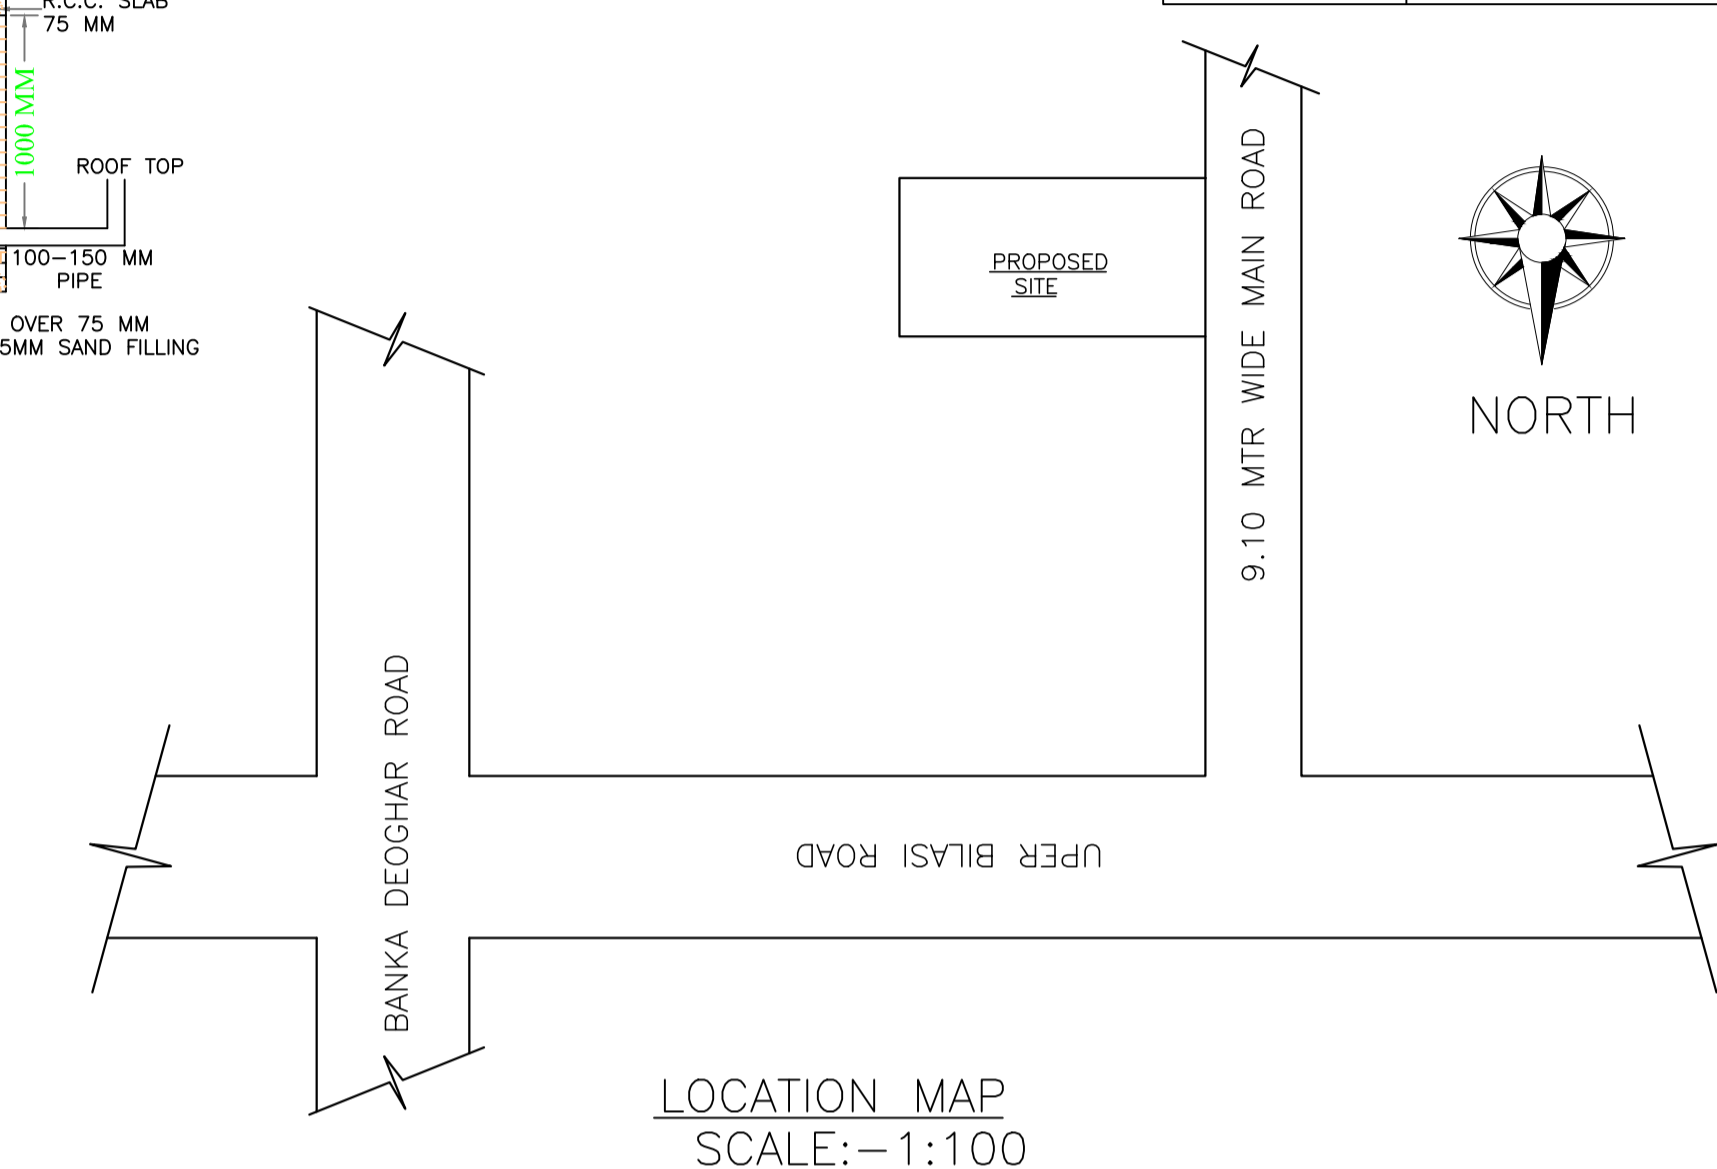 R.C.C. SLAB
75 MM
1000 MM
ROOF TOP
100-150 MM
PIPE
OVER 75 MM
5MM SAND FILLING
PROPOSED
SITE
9.10 MTR WIDE MAIN ROAD
NORTH
BANKA DEOGHAR ROAD
UPER BILASI ROAD
LOCATION MAP
SCALE:-1:100